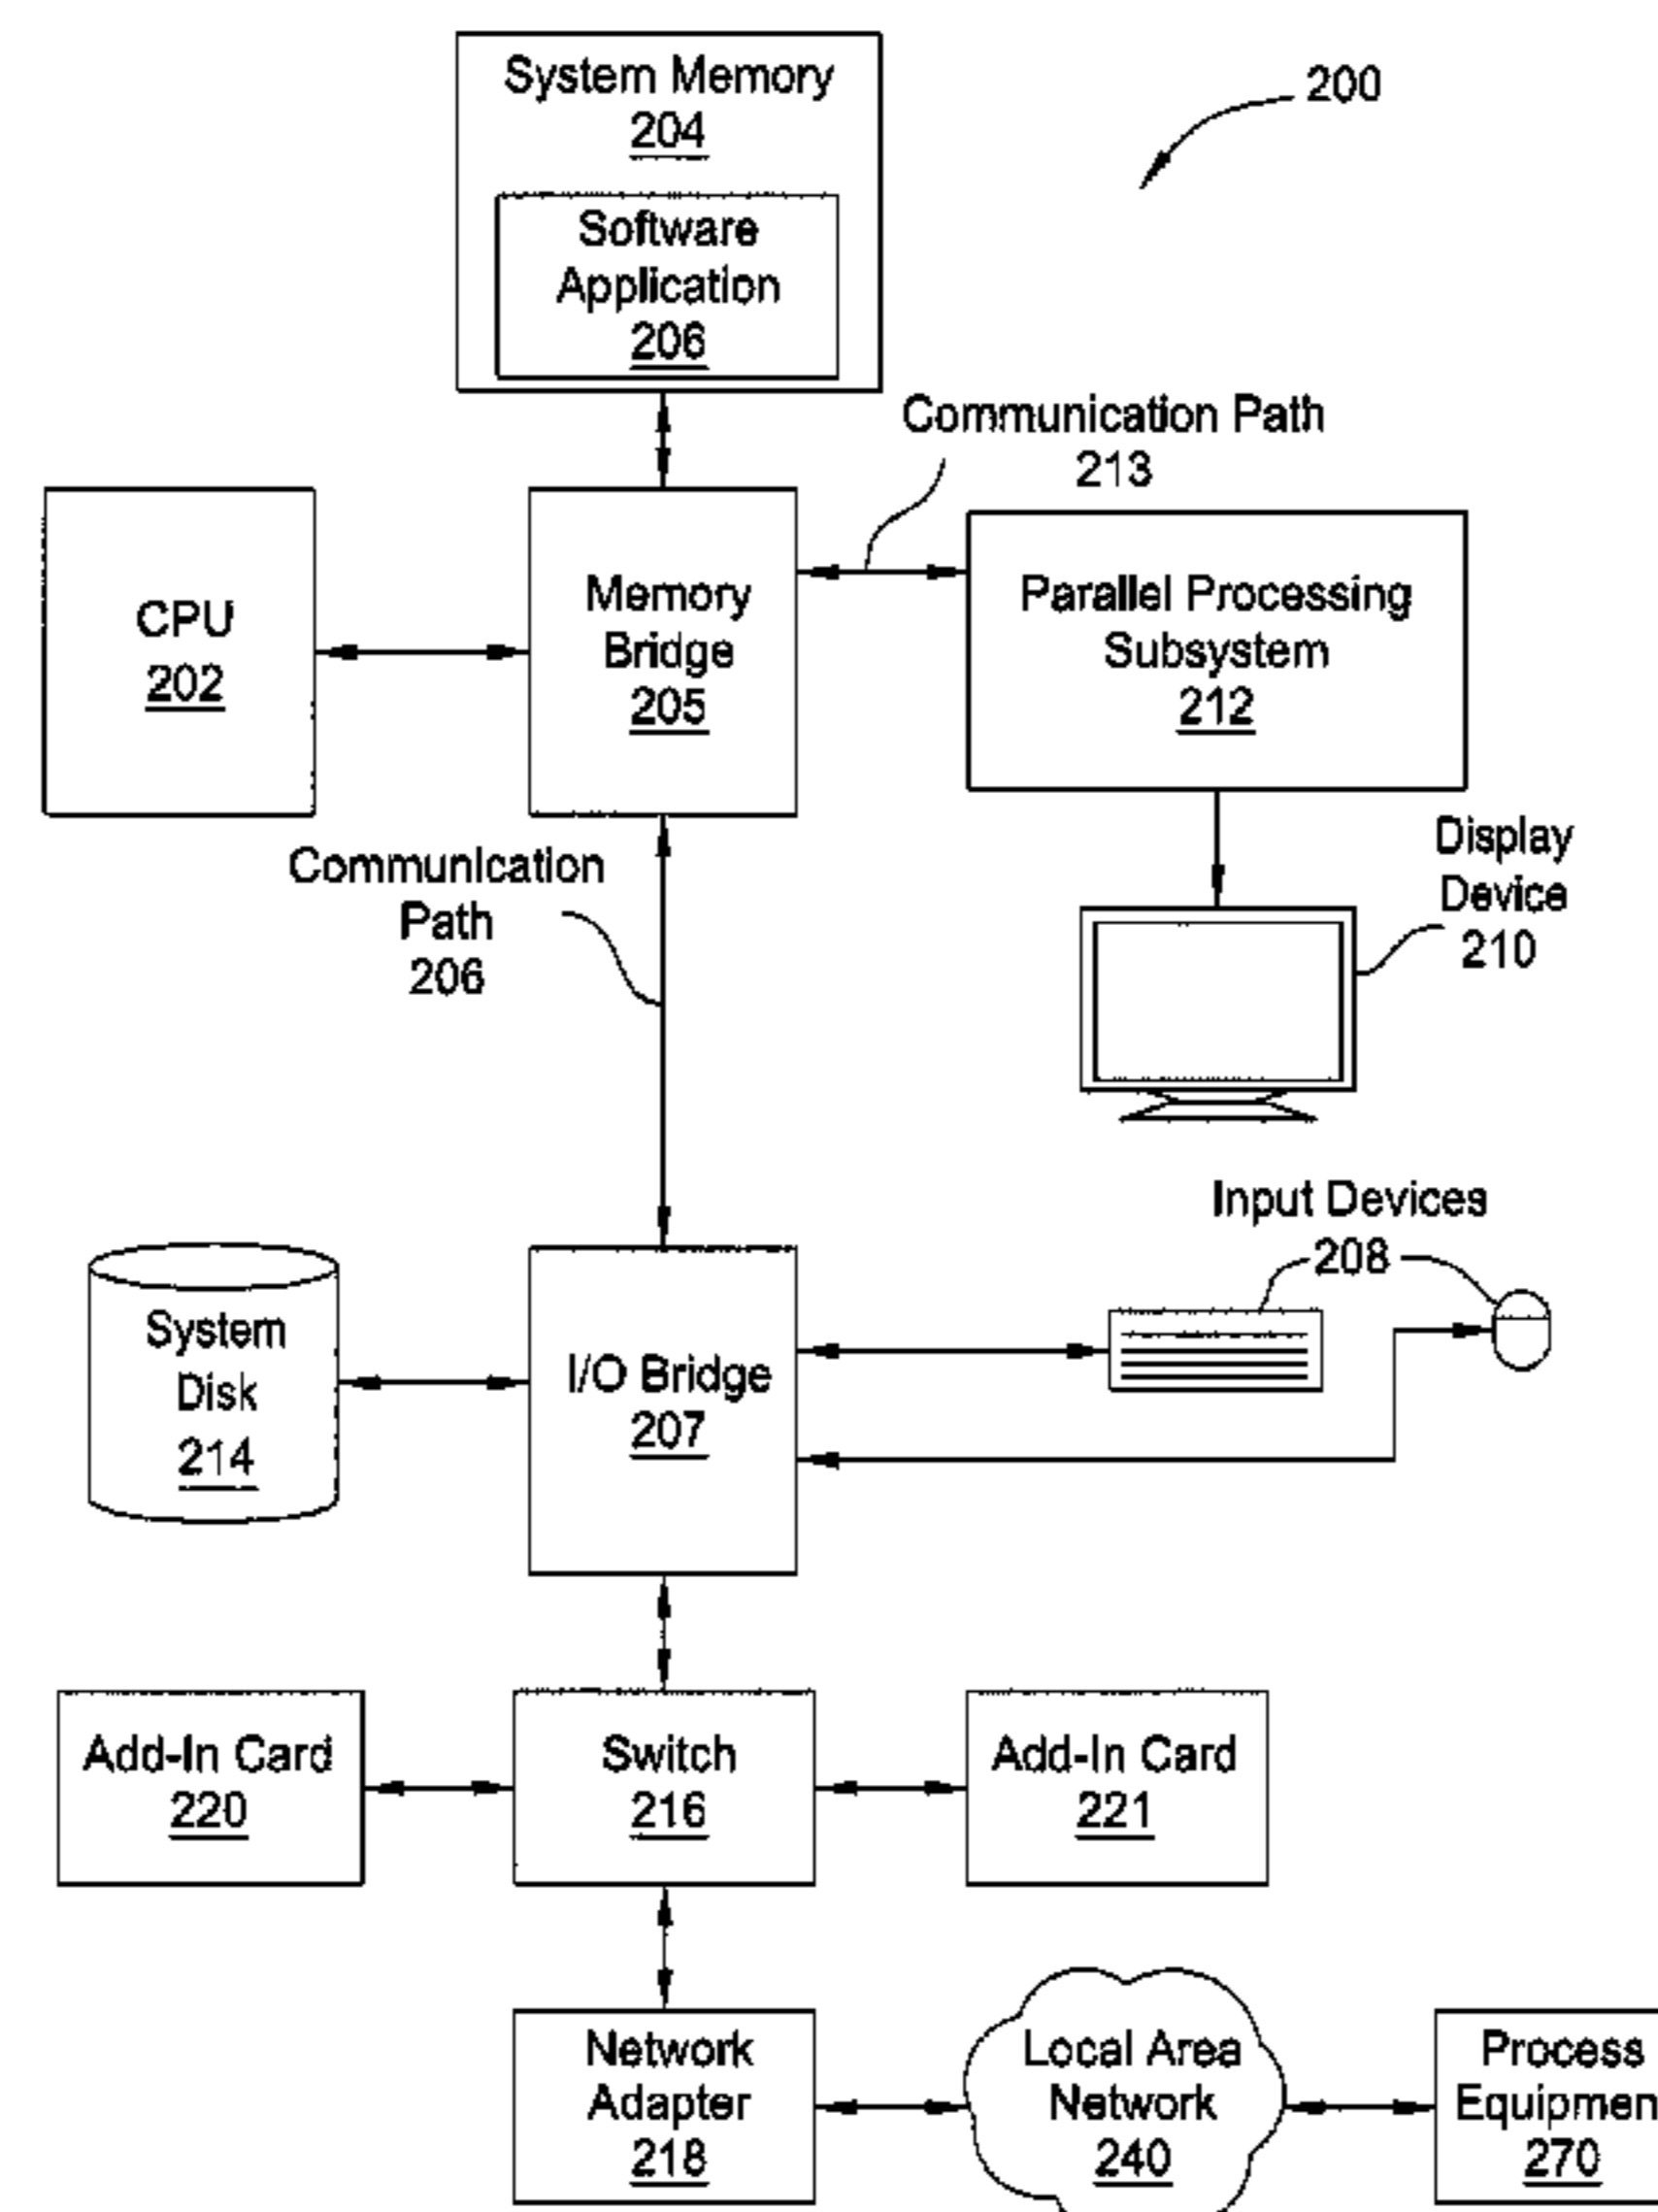 System Memory
204
200
Software
Application
206
Communication Path
213
CPU
202
Memory
Bridge
205
Parallel Processing
Subsystem
212
Communication
Path
206
Display
Device
210
Input Devices
208
System
Disk
214
I/O Bridge
207
Add-In Card
220
Switch
216
Add-In Card
221
Network
Adapter
218
Local Area
Network
240
Process
Equipmen
270